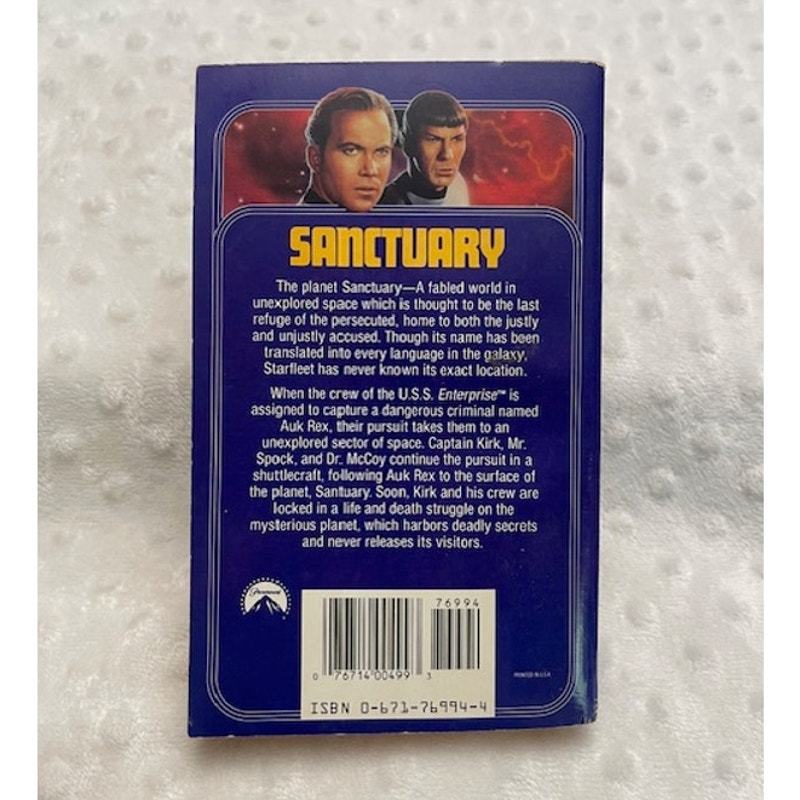 SANCTUARY
The planet Sanctuary—A fabled world in
unexplored space which is thought to be the last
refuge of the persecuted, home to both the justly
and unjustly accused. Though its name has been
translated into every language in the galaxy,
Starfleet has never known its exact location.
When the crew of the U.S.S. Enterprise™ is
assigned to capture a dangerous criminal named
Auk Rex, their pursuit takes them to an
unexplored sector of space. Captain Kirk, Mr.
Spock, and Dr. McCoy continue the pursuit in a
shuttlecraft, following Auk Rex to the surface of
the planet, Santuary. Soon, Kirk and his crew are
locked in a life and death struggle on the
mysterious planet, which harbors deadly secrets
and never releases its visitors.
Paramount
76994
0 76714 00499 3
PRINTED IN U.S.A.
ISBN 0-671-76994-4